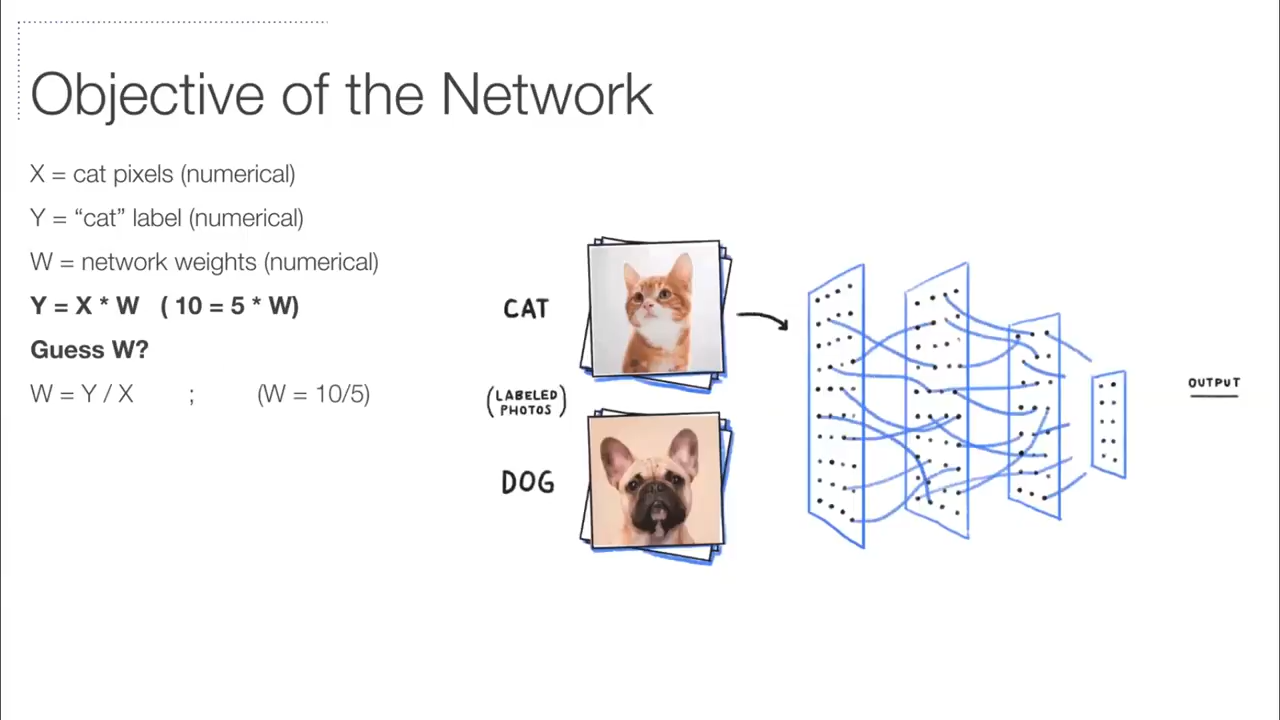 Objective of the Network
X = cat pixels (numerical)
Y = “cat” label (numerical)
W = network weights (numerical)
Y = X * W ( 10 = 5 * W)
Guess W?
W = Y / X ; (W = 10/5)
CAT
(LABELED
PHOTOS)
DOG
OUTPUT